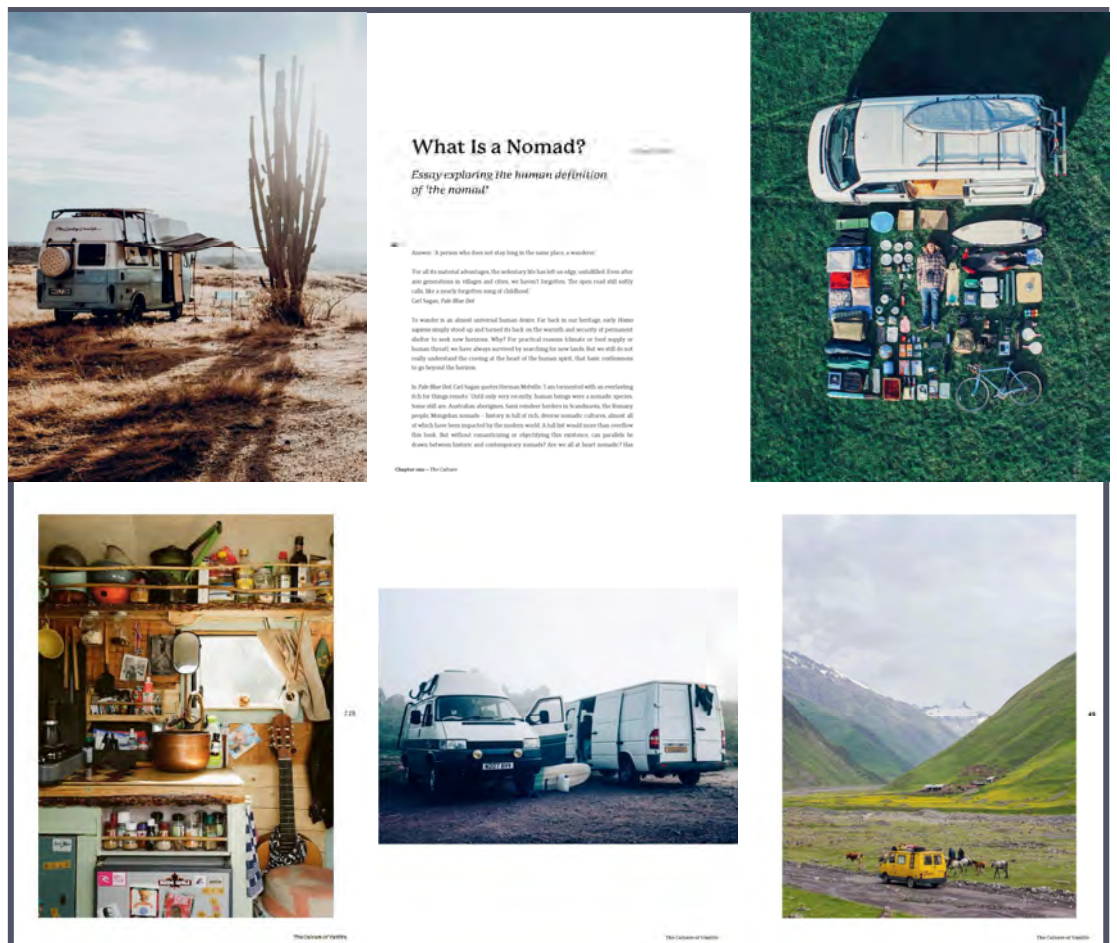 What Is a Nomad?
Essay exploring the human definition
of 'the nomad'
Answer: 'A person who does not stay long in the same place; a wanderer.'
'For all its material advantages, the sedentary life has left us edgy, unfulfilled. Even after
400 generations in villages and cities, we haven't forgotten. The open road still softly
calls, like a nearly forgotten song of childhood.'
Carl Sagan, Pale Blue Dot
To wander is an almost universal human desire. Far back in our heritage, early Homo
sapiens simply stood up and turned its back on the warmth and security of permanent
shelter to seek new horizons. Why? For practical reasons (climate or food supply or
human threat) we have always survived by searching for new lands. But we still do not
really understand the craving at the heart of the human spirit, that basic restlessness
to go beyond the horizon.
In Pale Blue Dot, Carl Sagan quotes Herman Melville: 'I am tormented with an everlasting
itch for things remote.' Until only very recently, human beings were a nomadic species.
Some still are. Australian aborigines, Sami reindeer herders in Scandinavia, the Romany
people, Mongolian nomads – history is full of rich, diverse nomadic cultures, almost all
of which have been impacted by the modern world. A full list would more than overflow
this book. But without romanticizing or objectifying this existence, can parallels be
drawn between historic and contemporary nomads? Are we all at heart nomadic? Has
Chapter one – The Culture
The Culture of Vanlife
The Culture of Vanlife
The Culture of Vanlife